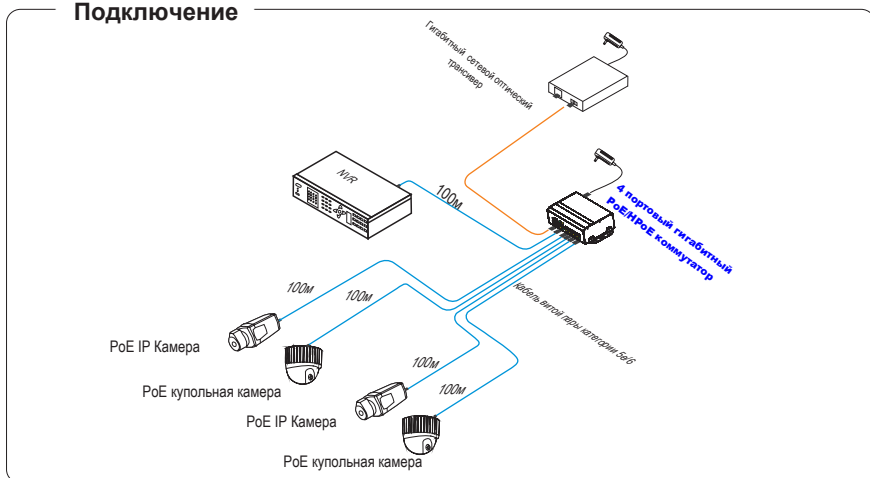 Подключение
Гигабитный сетевой оптический
трансивер
NVR
100м
4 портовый гигабитный
PoE/HPoE коммутатор
кабель витой пары категории 5е/6
100м
100м
PoE IP Камера
PoE купольная камера
100м
100м
PoE IP Камера
PoE купольная камера